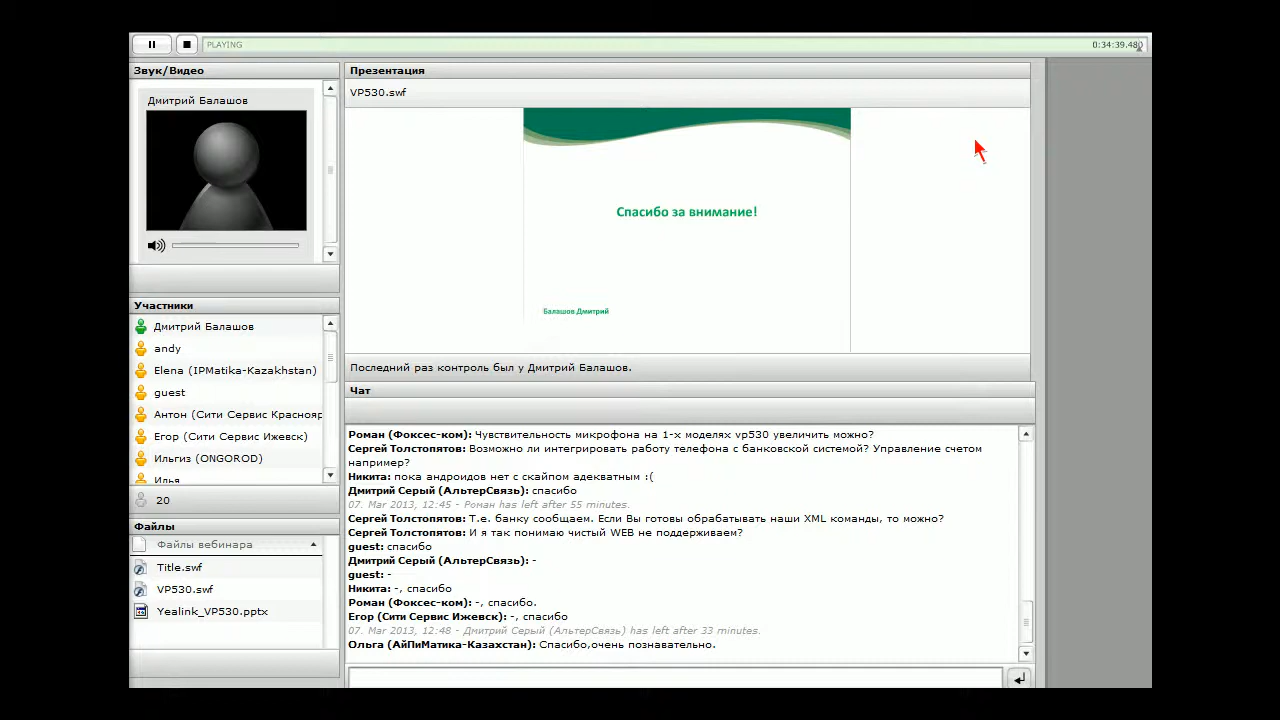 PLAYING
0:34:39.480
Звук/Видео
Дмитрий Балашов
Участники
Дмитрий Балашов
andy
Elena (IPMatika-Kazakhstan)
guest
Антон (Сити Сервис Краснояр
Егор (Сити Сервис Ижевск)
Ильгиз (ONGOROD)
Илья
20
Файлы
Файлы вебинара
Title.swf
VP530.swf
Yealink_VP530.pptx
Презентация
VP530.swf
Спасибо за внимание!
Балашов Дмитрий
Последний раз контроль был у Дмитрий Балашов.
Чат
Роман (Фоксес-ком): Чувствительность микрофона на 1-х моделях vp530 увеличить можно?
Сергей Толстопятов: Возможно ли интегрировать работу телефона с банковской системой? Управление счетом
например?
Никита: пока андроидов нет с скайпом адекватным :(
Дмитрий Серый (АльтерСвязь): спасибо
07. Mar 2013, 12:45 - Роман has left after 55 minutes.
Сергей Толстопятов: Т.е. банку сообщаем. Если Вы готовы обрабатывать наши XML команды, то можно?
Сергей Толстопятов: И я так понимаю чистый WEB не поддерживаем?
guest: спасибо
Дмитрий Серый (АльтерСвязь): -
guest: -
Никита: -, спасибо
Роман (Фоксес-ком): -, спасибо.
Егор (Сити Сервис Ижевск): -, спасибо
07. Mar 2013, 12:48 - Дмитрий Серый (АльтерСвязь) has left after 33 minutes.
Ольга (АйПиМатика-Казахстан): Спасибо,очень познавательно.